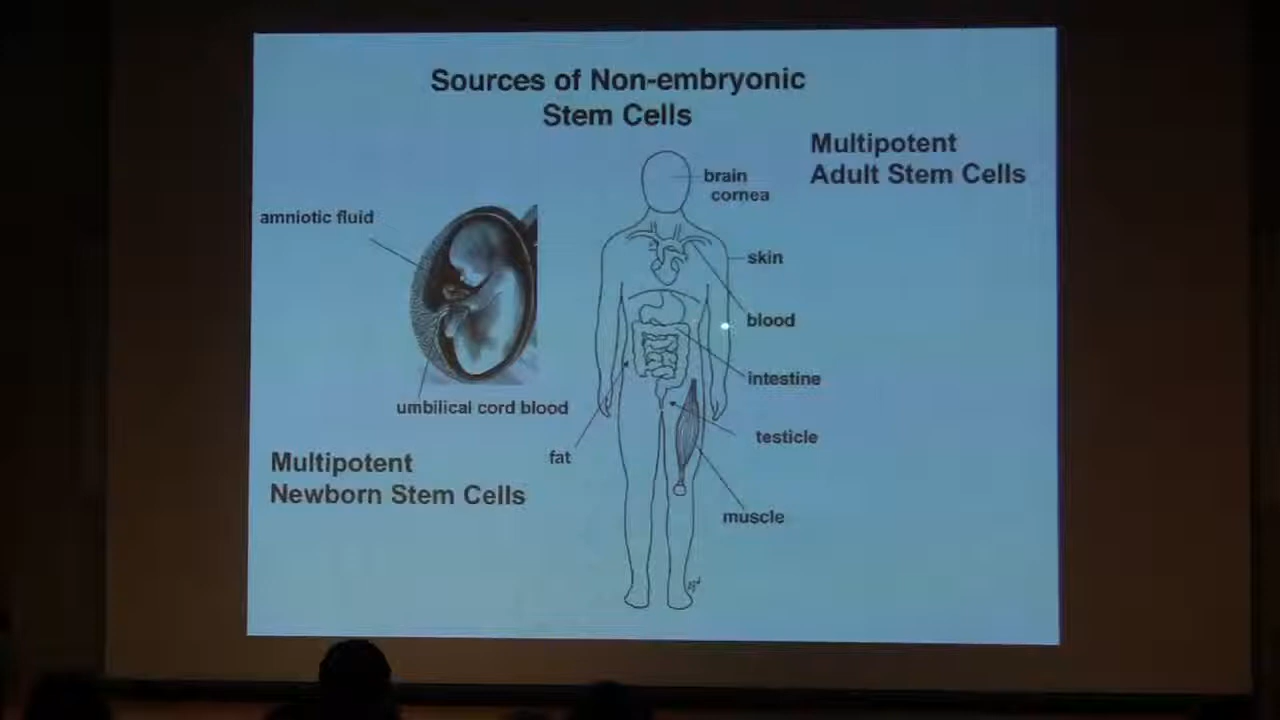 Sources of Non-embryonic
Stem Cells
Multipotent
Adult Stem Cells
brain
cornea
amniotic fluid
skin
blood
intestine
umbilical cord blood
testicle
fat
Multipotent
Newborn Stem Cells
muscle